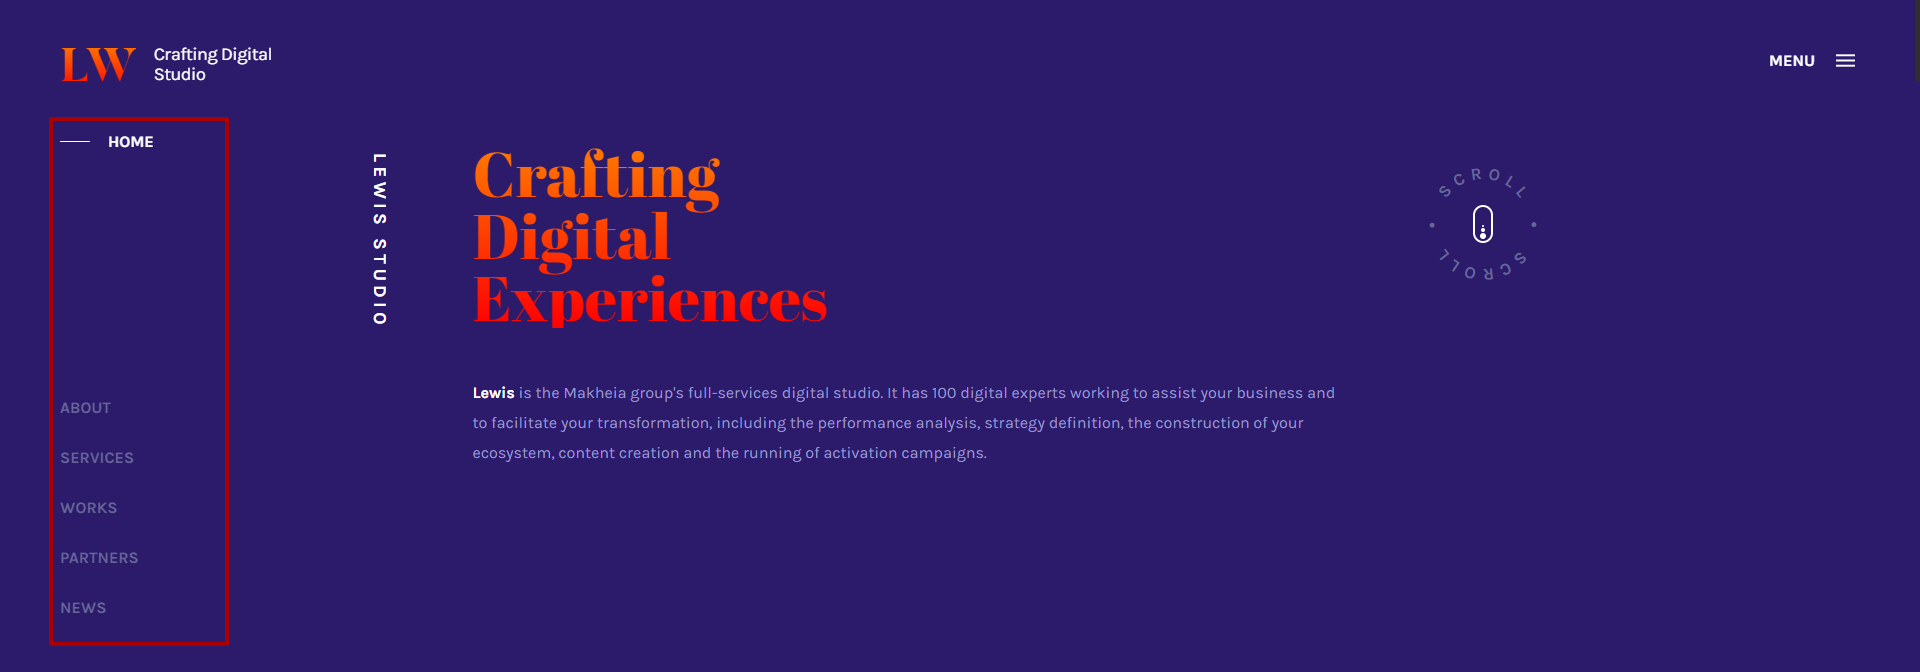 LW
Crafting Digital
Studio
MENU
HOME
ABOUT
SERVICES
WORKS
PARTNERS
NEWS
LEWIS STUDIO
Crafting
Digital
Experiences
SCROLL
SCROLL
Lewis is the Makheia group's full-services digital studio. It has 100 digital experts working to assist your business and
to facilitate your transformation, including the performance analysis, strategy definition, the construction of your
ecosystem, content creation and the running of activation campaigns.